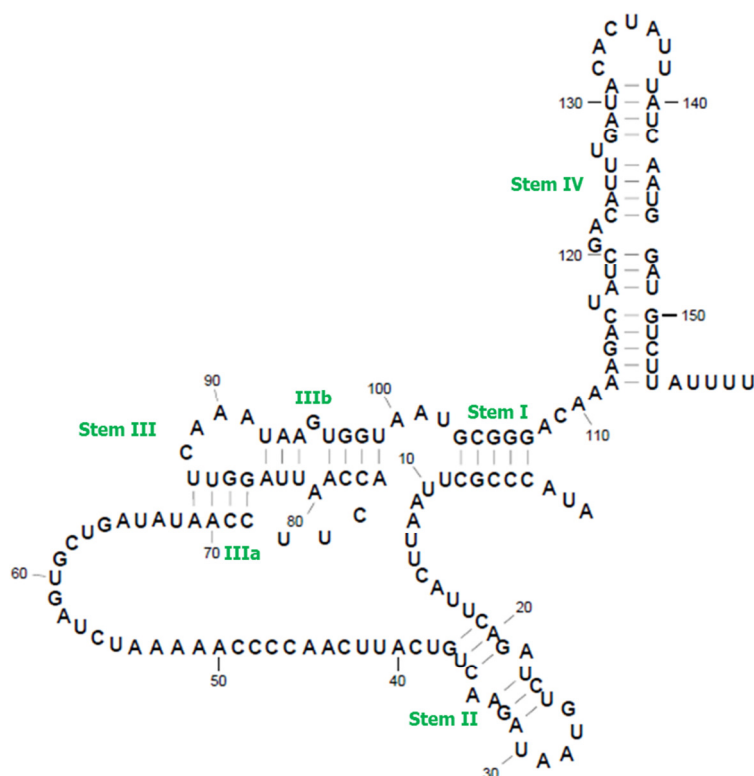 C U
A A
C U
A U
130 A U 140
U A
A U
G C
U
U A
Stem IV U A
A U
C G
A
G
120 C G
U A
A U
U
C G 150
A U
G C
A U
A U A U U U U
90 IIIb 100
Stem III C A A A U A A G U G G U A A U Stem I G C G G G A C A A A 110
U U G G A U U A A C C A 10 U U C G C C C A U A
80 U U C
G U G C U G A U A U A A C C
70 IIIa
60
A A U U C A U U C A G 20
A G A U C U A A A A A C C C C A A C U U A C U G U
50 40
A U C U G U A A U A G A A C
Stem II
30